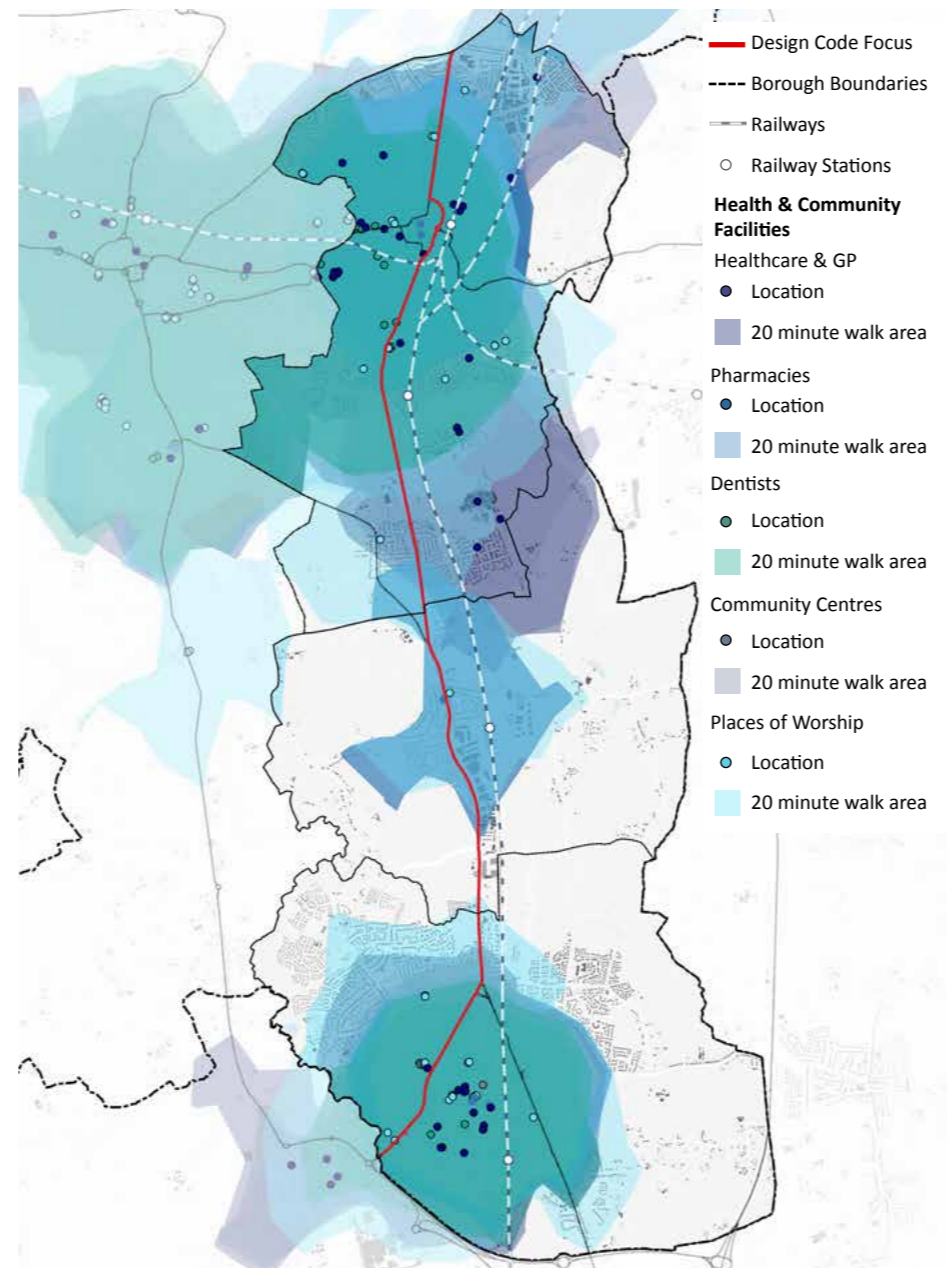 Design Code Focus
Borough Boundaries
Railways
Railway Stations
Health & Community
Facilities
Healthcare & GP
Location
20 minute walk area
Pharmacies
Location
20 minute walk area
Dentists
Location
20 minute walk area
Community Centres
Location
20 minute walk area
Places of Worship
Location
20 minute walk area